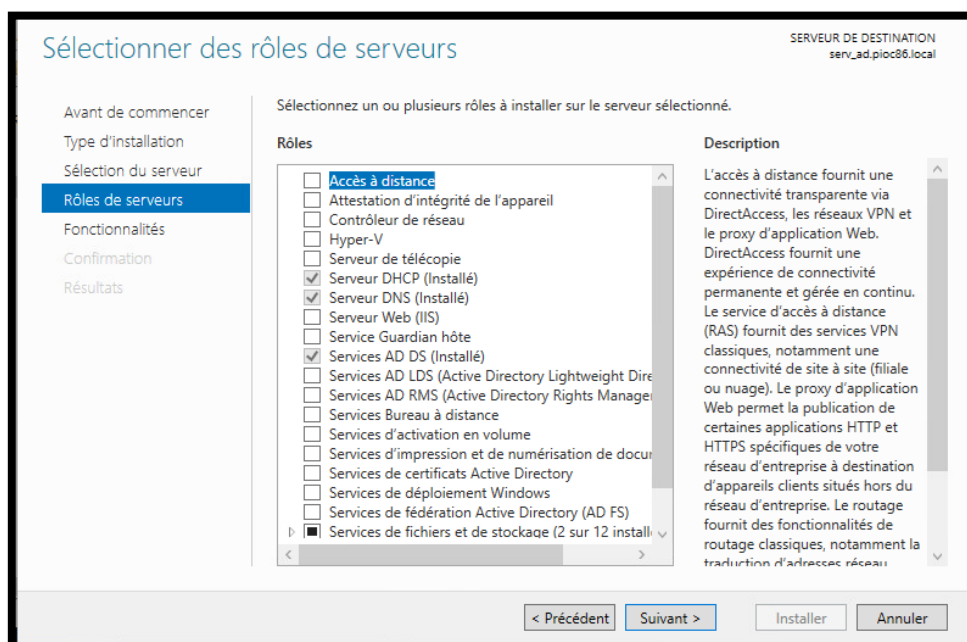 Sélectionner des rôles de serveurs
SERVEUR DE DESTINATION
serv_ad.pioc86.local
Avant de commencer
Type d'installation
Sélection du serveur
Rôles de serveurs
Fonctionnalités
Confirmation
Résultats
Sélectionnez un ou plusieurs rôles à installer sur le serveur sélectionné.
Rôles
Accès à distance
Attestation d'intégrité de l'appareil
Contrôleur de réseau
Hyper-V
Serveur de télécopie
Serveur DHCP (Installé)
Serveur DNS (Installé)
Serveur Web (IIS)
Service Guardian hôte
Services AD DS (Installé)
Services AD LDS (Active Directory Lightweight Dire
Services AD RMS (Active Directory Rights Manager
Services Bureau à distance
Services d'activation en volume
Services d'impression et de numérisation de docur
Services de certificats Active Directory
Services de déploiement Windows
Services de fédération Active Directory (AD FS)
Services de fichiers et de stockage (2 sur 12 install
Description
L'accès à distance fournit une
connectivité transparente via
DirectAccess, les réseaux VPN et
le proxy d'application Web.
DirectAccess fournit une
expérience de connectivité
permanente et gérée en continu.
Le service d'accès à distance
(RAS) fournit des services VPN
classiques, notamment une
connectivité de site à site (filiale
ou nuage). Le proxy d'application
Web permet la publication de
certaines applications HTTP et
HTTPS spécifiques de votre
réseau d'entreprise à destination
d'appareils clients situés hors du
réseau d'entreprise. Le routage
fournit des fonctionnalités de
routage classiques, notamment la
traduction d'adresses réseau
< Précédent
Suivant >
Installer
Annuler